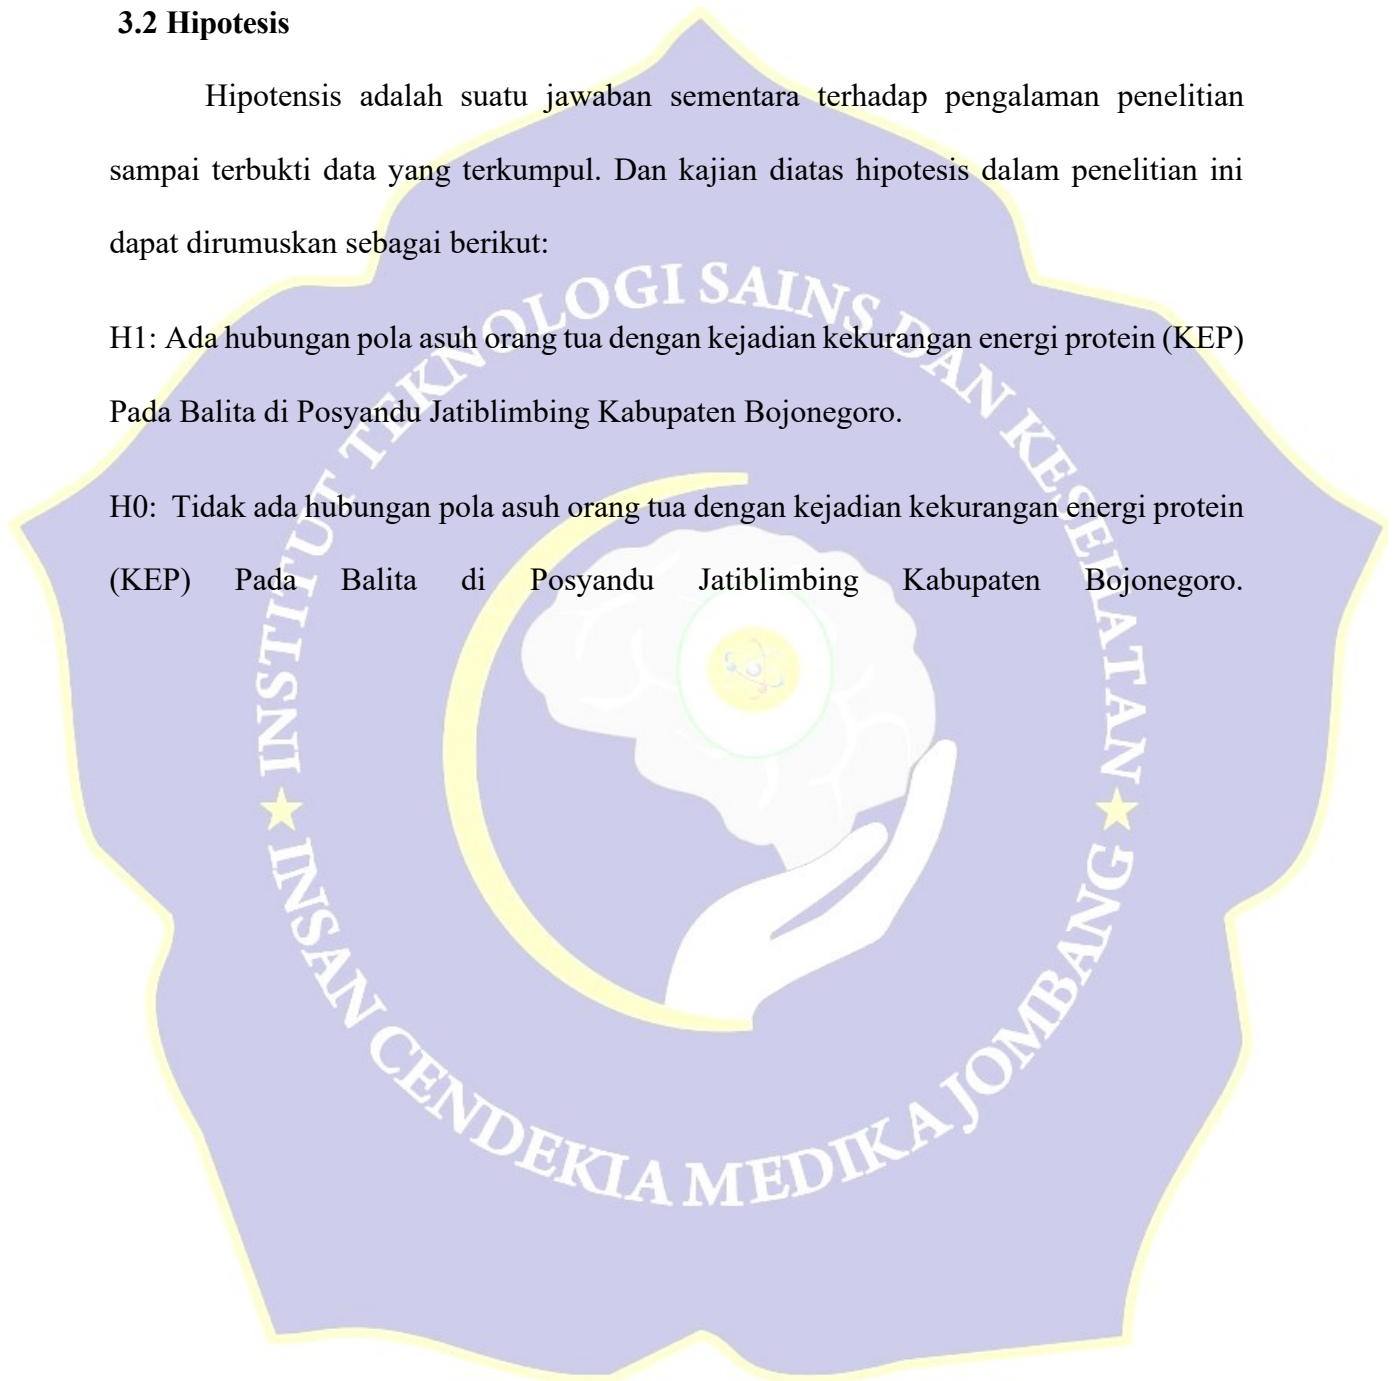 3.2 Hipotesis
Hipotensis adalah suatu jawaban sementara terhadap pengalaman penelitian
sampai terbukti data yang terkumpul. Dan kajian diatas hipotesis dalam penelitian ini
dapat dirumuskan sebagai berikut:
H1: Ada hubungan pola asuh orang tua dengan kejadian kekurangan energi protein (KEP)
Pada Balita di Posyandu Jatiblimbing Kabupaten Bojonegoro.
H0: Tidak ada hubungan pola asuh orang tua dengan kejadian kekurangan energi protein
(KEP) Pada Balita di Posyandu Jatiblimbing Kabupaten Bojonegoro.
INSTITUT TEKNOLOGI SAINS DAN KESEHATAN
INSAN CENDEKIA MEDIKA JOMBANG